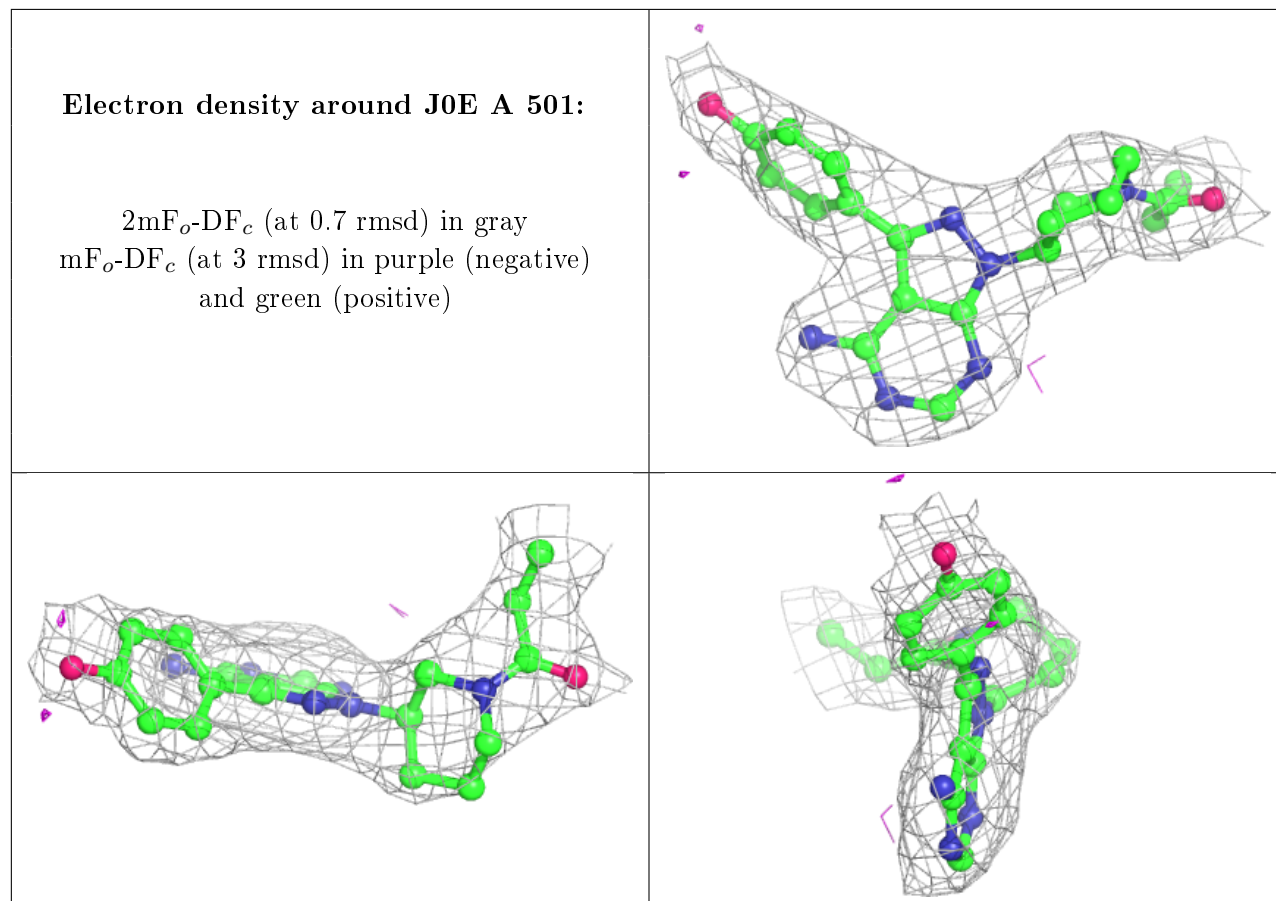 Electron density around J0E A 501:
2mFₒ-DF𝒸 (at 0.7 rmsd) in gray
mFₒ-DF𝒸 (at 3 rmsd) in purple (negative)
and green (positive)